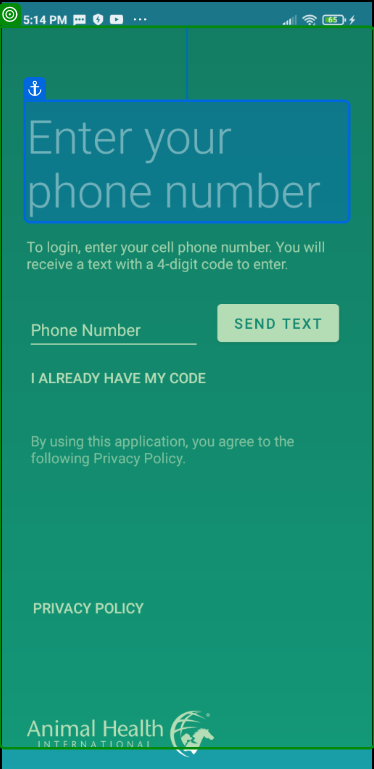 5:14 PM ...
65
Enter your
phone number
To login, enter your cell phone number. You will
receive a text with a 4-digit code to enter.
Phone Number
SEND TEXT
I ALREADY HAVE MY CODE
By using this application, you agree to the
following Privacy Policy.
PRIVACY POLICY
Animal Health
INTERNATIONAL